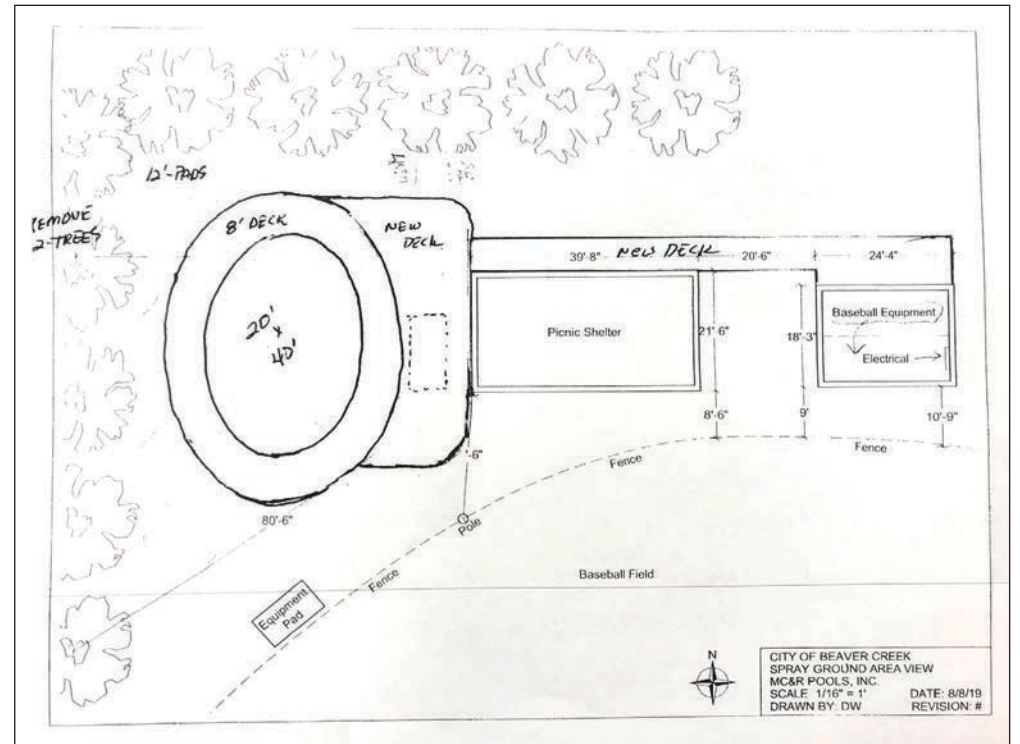 12'-PADS
REMOVE
2-TREES
8' DECK
NEW
DECK
39'-8"
NEW DECK
20'-6"
24'-4"
20'
x
40'
Picnic Shelter
21'-6"
18'-3"
Baseball Equipment
Electrical
8'-6"
9'
10'-9"
-6"
Fence
Fence
80'-6"
Pole
Fence
Baseball Field
Equipment
Pad
N
CITY OF BEAVER CREEK
SPRAY GROUND AREA VIEW
MC&R POOLS, INC.
SCALE 1/16" = 1' DATE: 8/8/19
DRAWN BY: DW REVISION: #